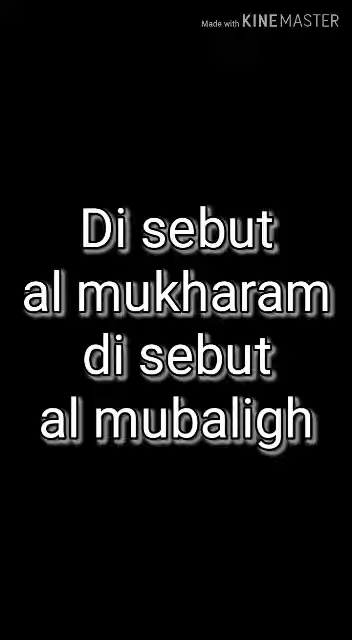 Made with KINEMASTER
Di sebut
al mukharam
di sebut
al mubaligh